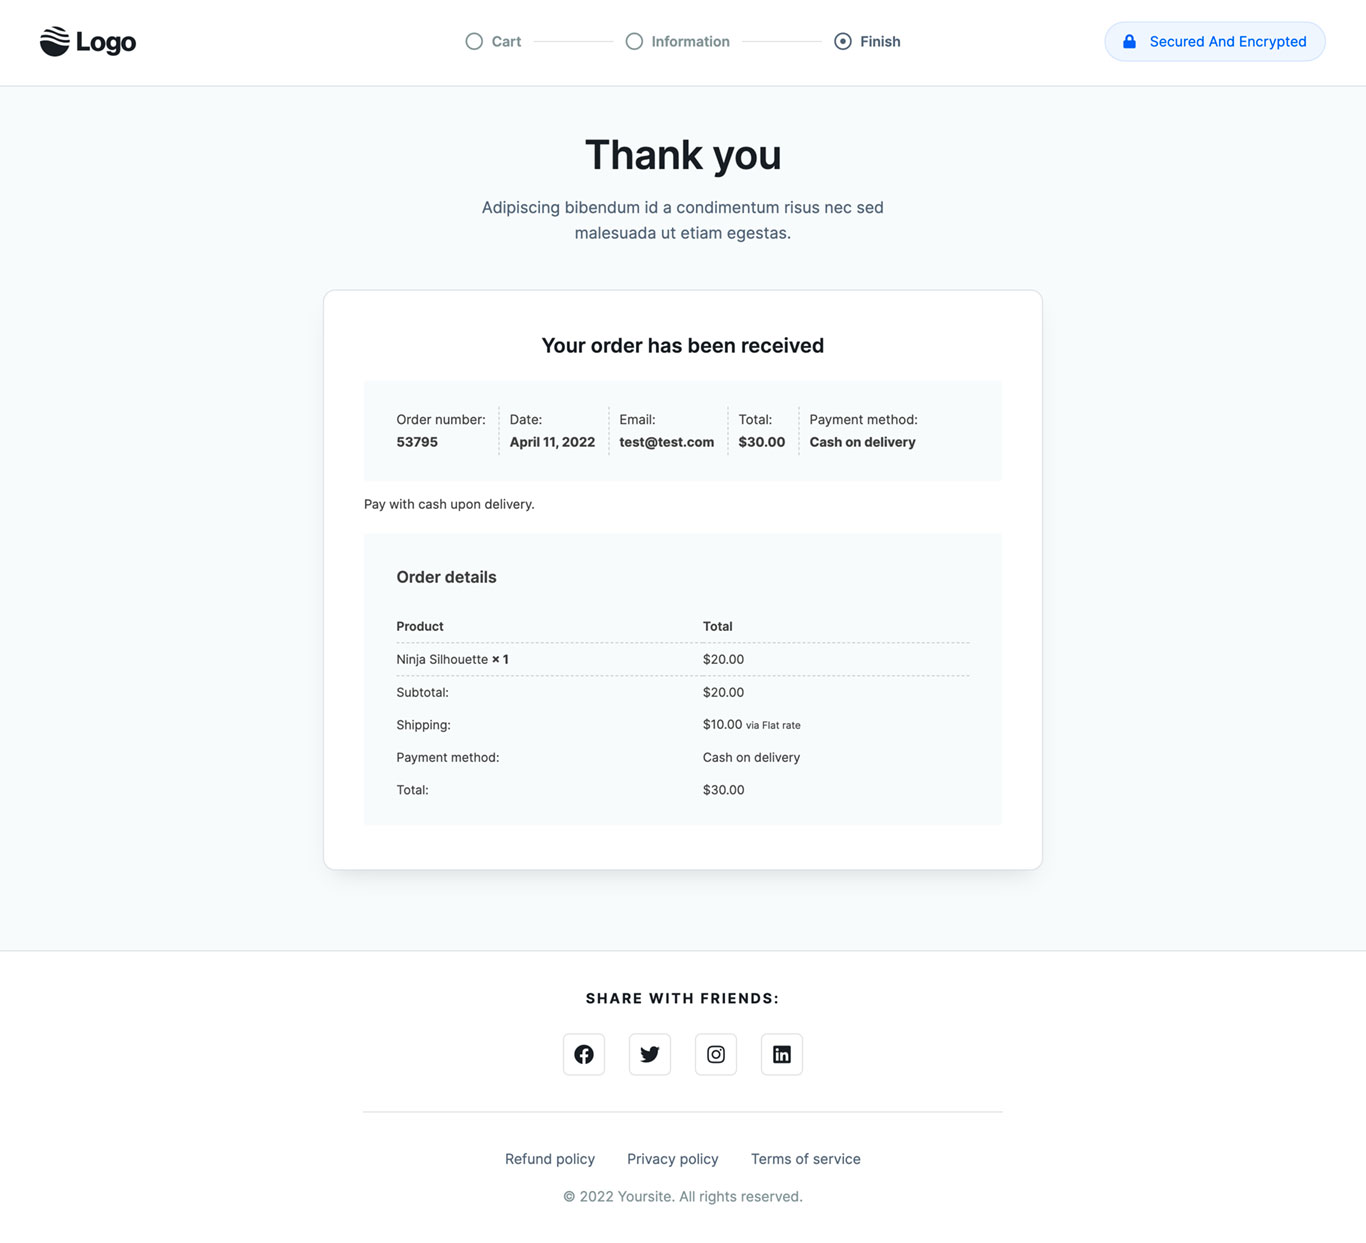 Logo
Cart
Information
Finish
Secured And Encrypted
Thank you
Adipiscing bibendum id a condimentum risus nec sed
malesuada ut etiam egestas.
Your order has been received
Order number: Date: Email: Total: Payment method:
53795 April 11, 2022 test@test.com $30.00 Cash on delivery
Pay with cash upon delivery.
Order details
Product Total
Ninja Silhouette × 1 $20.00
Subtotal: $20.00
Shipping: $10.00 via Flat rate
Payment method: Cash on delivery
Total: $30.00
SHARE WITH FRIENDS:
Refund policy Privacy policy Terms of service
© 2022 Yoursite. All rights reserved.